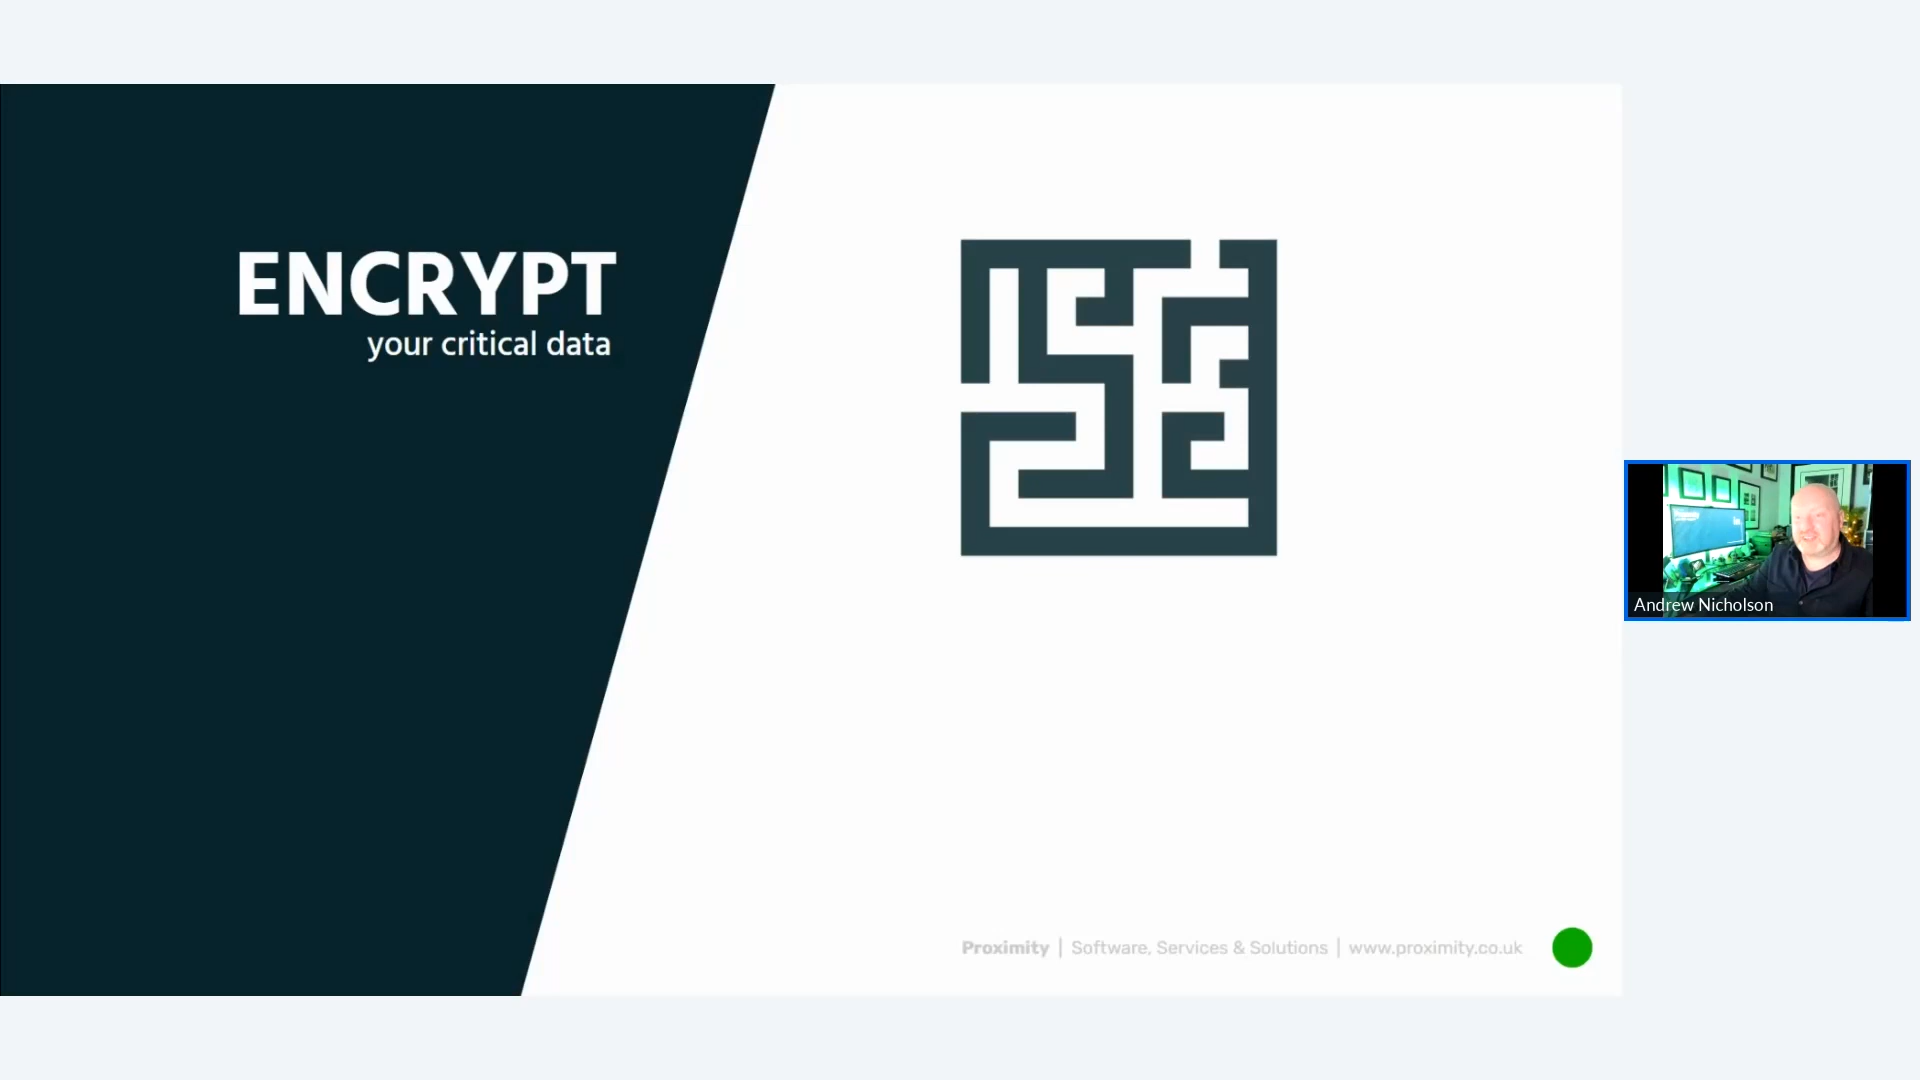 ENCRYPT
your critical data
Andrew Nicholson
Proximity | Software, Services & Solutions | www.proximity.co.uk